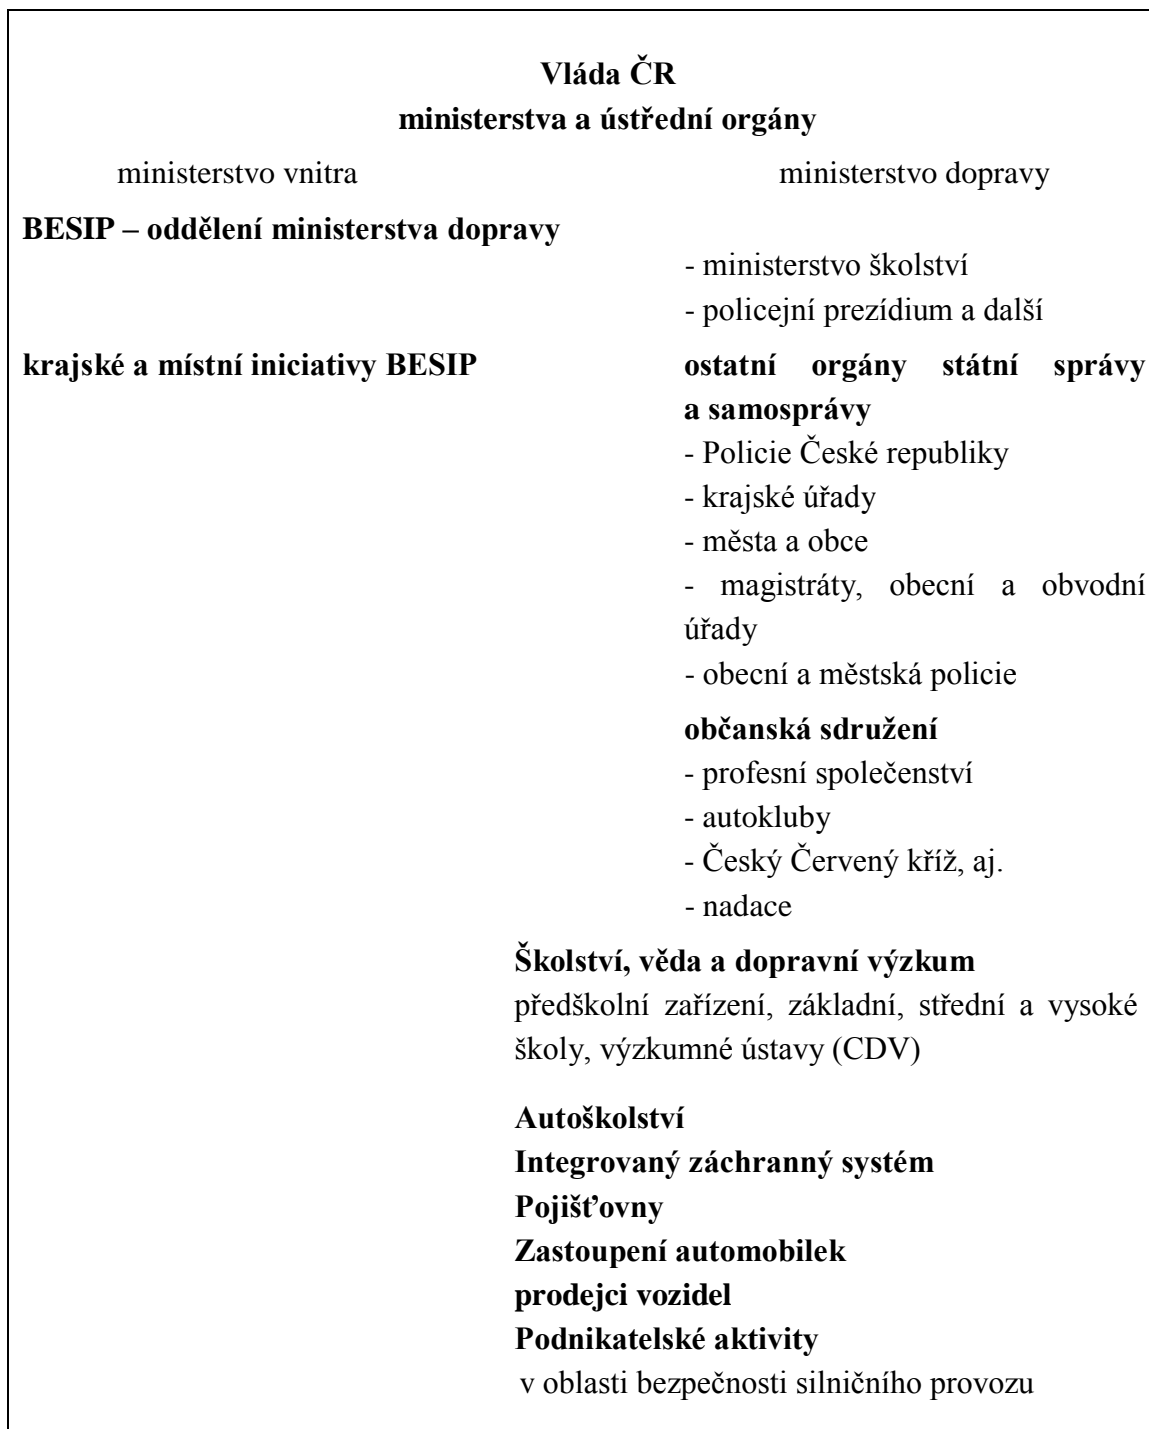 Vláda ČR
ministerstva a ústřední orgány
ministerstvo vnitra
ministerstvo dopravy
BESIP – oddělení ministerstva dopravy
- ministerstvo školství
- policejní prezídium a další
krajské a místní iniciativy BESIP
ostatní orgány státní správy
a samosprávy
- Policie České republiky
- krajské úřady
- města a obce
- magistráty, obecní a obvodní
úřady
- obecní a městská policie
občanská sdružení
- profesní společenství
- autokluby
- Český Červený kříž, aj.
- nadace
Školství, věda a dopravní výzkum
předškolní zařízení, základní, střední a vysoké
školy, výzkumné ústavy (CDV)
Autoškolství
Integrovaný záchranný systém
Pojišťovny
Zastoupení automobilek
prodejci vozidel
Podnikatelské aktivity
v oblasti bezpečnosti silničního provozu